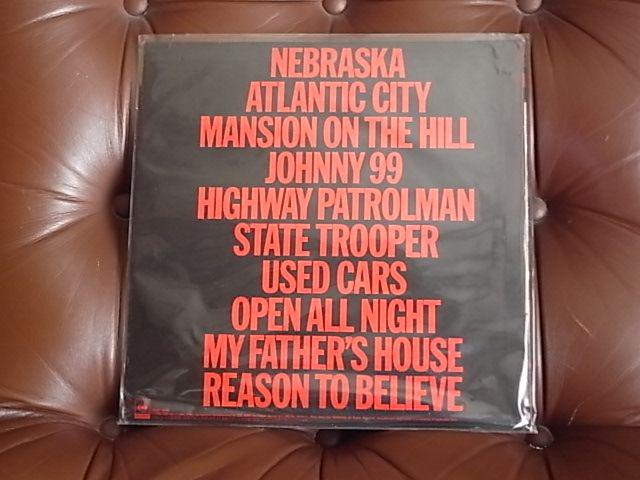 NEBRASKA
ATLANTIC CITY
MANSION ON THE HILL
JOHNNY 99
HIGHWAY PATROLMAN
STATE TROOPER
USED CARS
OPEN ALL NIGHT
MY FATHER'S HOUSE
REASON TO BELIEVE